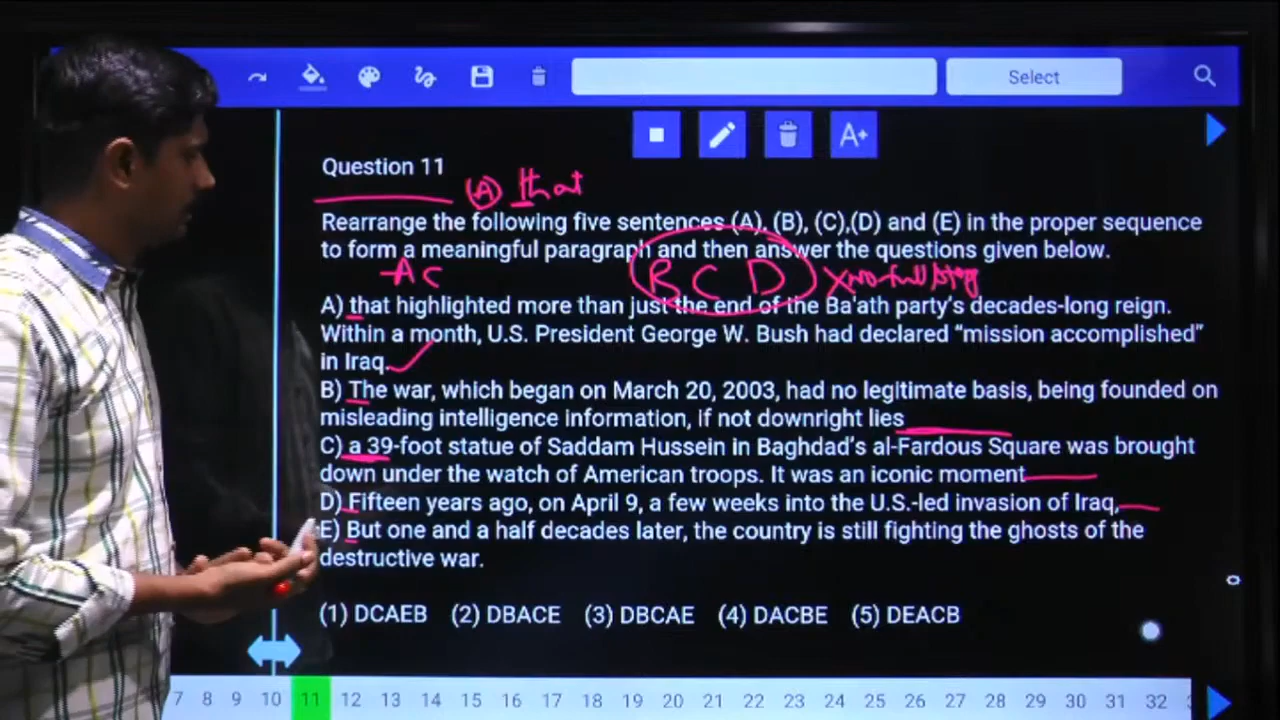 Select
A+
Question 11
(A) that
Rearrange the following five sentences (A), (B), (C),(D) and (E) in the proper sequence
to form a meaningful paragraph and then answer the questions given below.
A C
B C D
A) that highlighted more than just the end of the Ba'ath party's decades-long reign.
Within a month, U.S. President George W. Bush had declared “mission accomplished”
in Iraq.
B) The war, which began on March 20, 2003, had no legitimate basis, being founded on
misleading intelligence information, if not downright lies
C) a 39-foot statue of Saddam Hussein in Baghdad's al-Fardous Square was brought
down under the watch of American troops. It was an iconic moment
D) Fifteen years ago, on April 9, a few weeks into the U.S.-led invasion of Iraq,
E) But one and a half decades later, the country is still fighting the ghosts of the
destructive war.
(1) DCAEB (2) DBACE (3) DBCAE (4) DACBE (5) DEACB
7 8 9 10 11 12 13 14 15 16 17 18 19 20 21 22 23 24 25 26 27 28 29 30 31 32